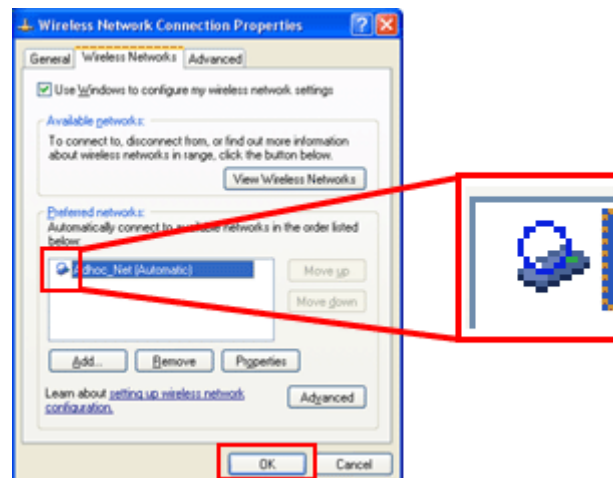 Wireless Network Connection Properties
General Wireless Networks Advanced
Use Windows to configure my wireless network settings
Available networks:
To connect to, disconnect from, or find out more information
about wireless networks in range, click the button below.
View Wireless Networks
Preferred networks:
Automatically connect to available networks in the order listed
below:
Adhoc_Net (Automatic)
Move up
Move down
Add... Remove Properties
Learn about setting up wireless network
configuration.
Advanced
OK Cancel